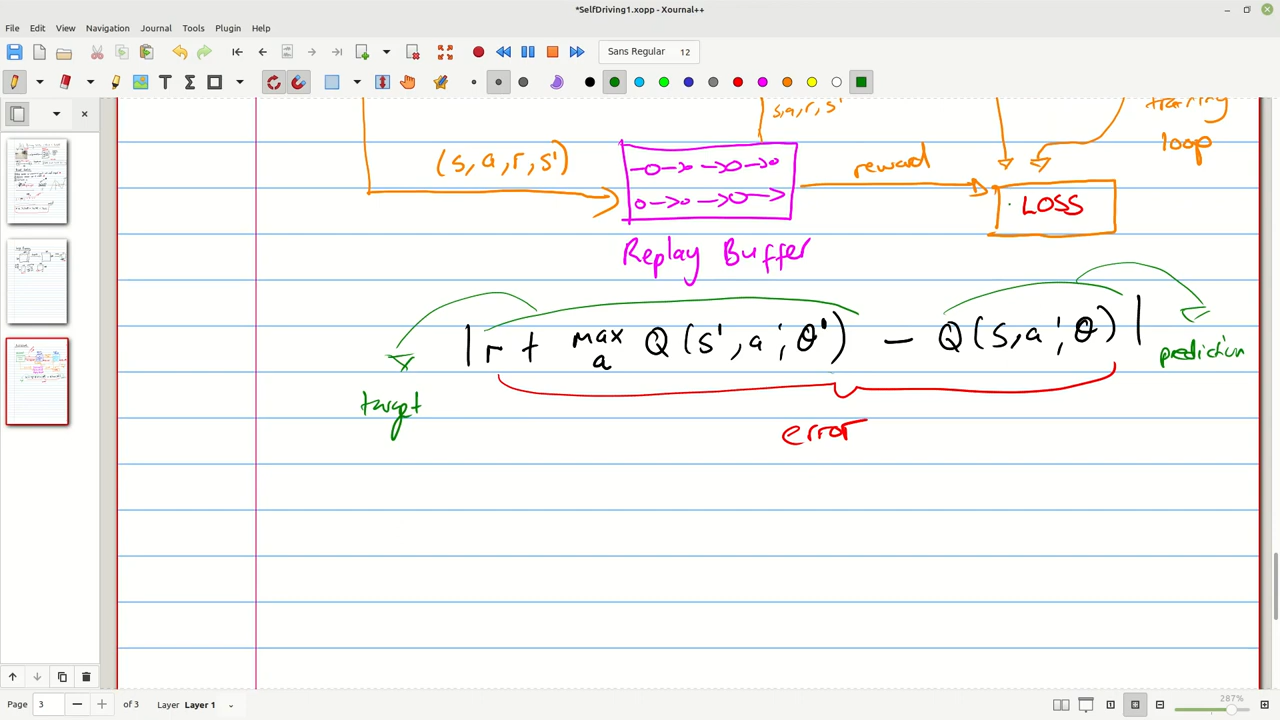 *SelfDriving1.xopp - Xournal++
File Edit View Navigation Journal Tools Plugin Help
Sans Regular 12
s,a,r,s'
training
loop
(s,a,r,s')
reward
LOSS
Replay Buffer
| r + max Q(s',a;θ') - Q(s,a;θ) |
a
prediction
target
error
Page 3 of 3 Layer Layer 1
287%